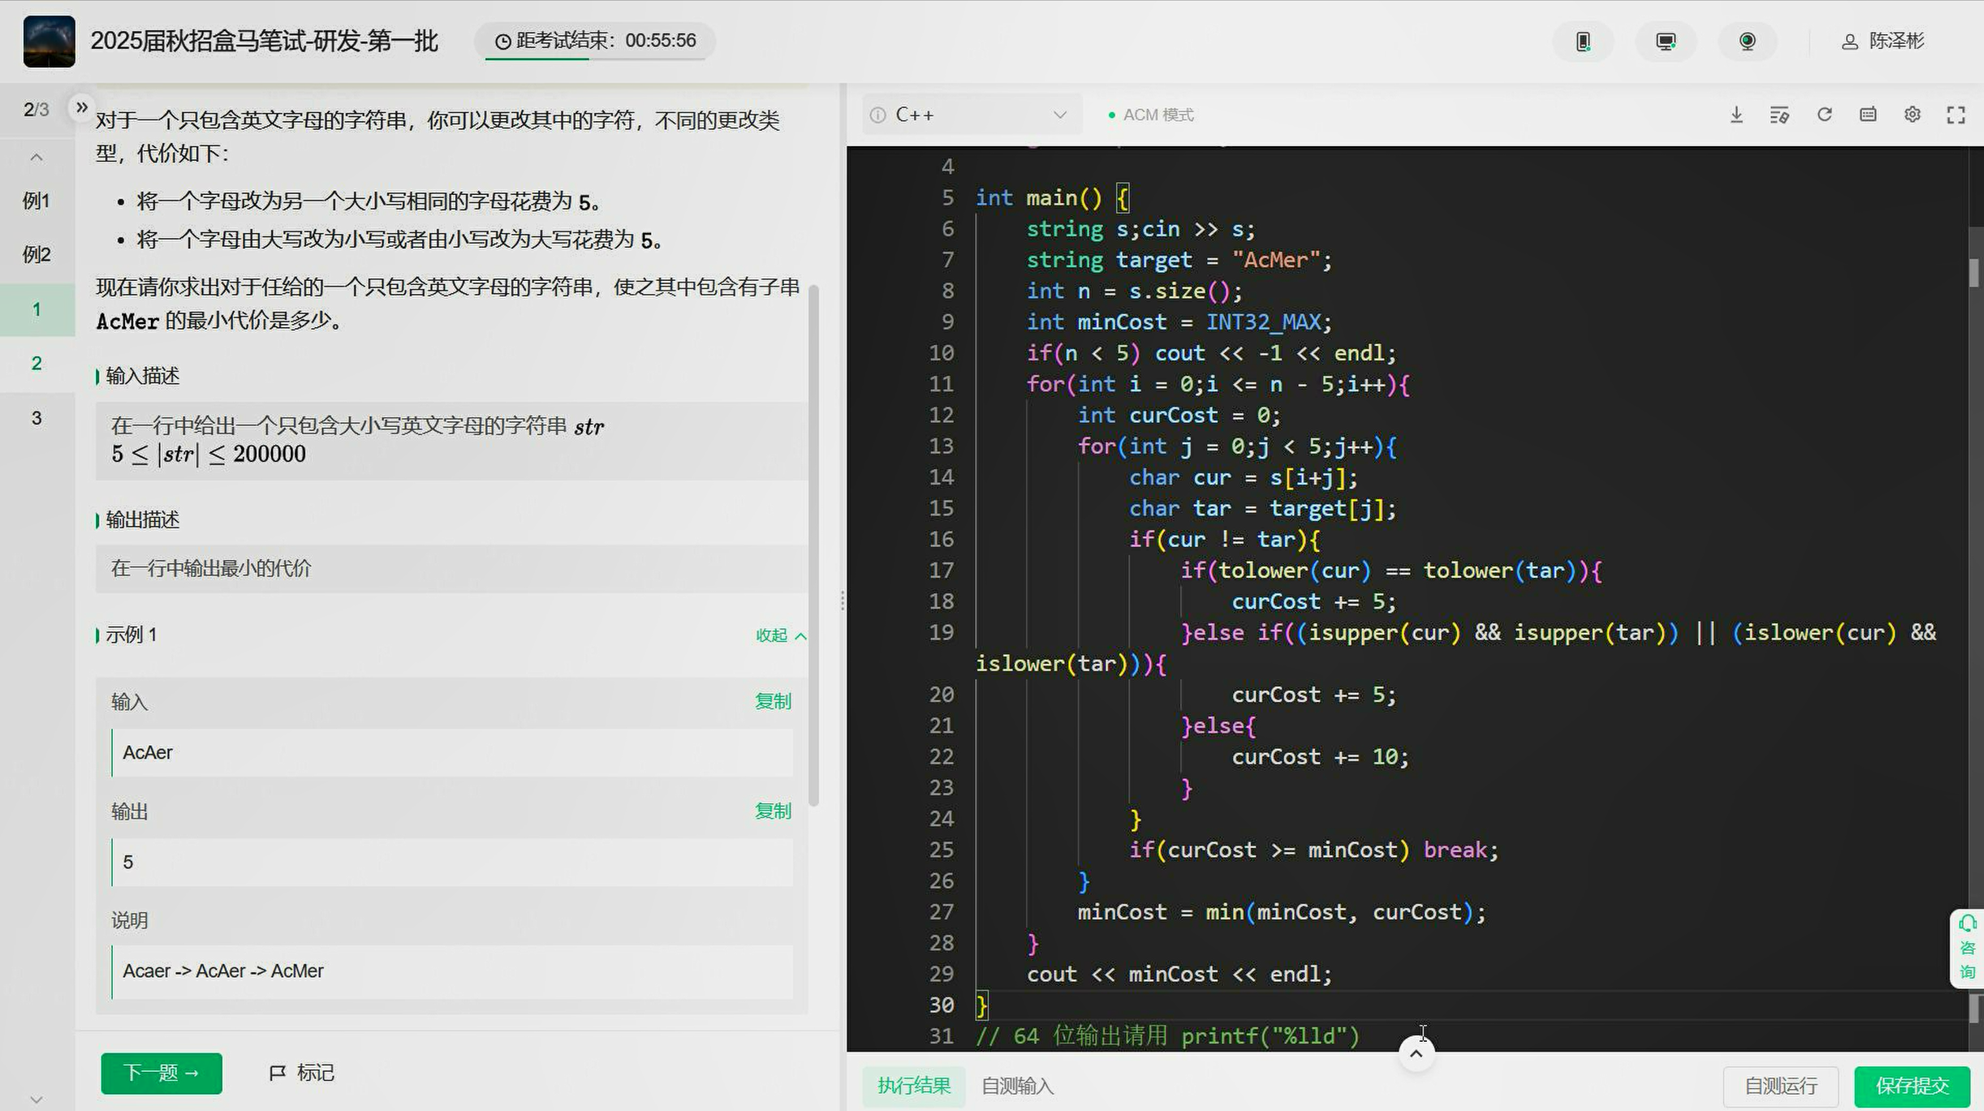 2025届秋招盒马笔试-研发-第一批
距考试结束：00:55:56
陈泽彬
2/3
例1
例2
1
2
3
对于一个只包含英文字母的字符串，你可以更改其中的字符，不同的更改类
型，代价如下：
• 将一个字母改为另一个大小写相同的字母花费为 5。
• 将一个字母由大写改为小写或者由小写改为大写花费为 5。
现在请你求出对于任给的一个只包含英文字母的字符串，使之其中包含有子串
AcMer 的最小代价是多少。
输入描述
在一行中给出一个只包含大小写英文字母的字符串 str
5 ≤ |str| ≤ 200000
输出描述
在一行中输出最小的代价
示例 1
收起
输入
复制
AcAer
输出
复制
5
说明
Acaer -> AcAer -> AcMer
下一题 →
标记
C++
ACM 模式
4
5 int main() {
6 string s;cin >> s;
7 string target = "AcMer";
8 int n = s.size();
9 int minCost = INT32_MAX;
10 if(n < 5) cout << -1 << endl;
11 for(int i = 0;i <= n - 5;i++){
12 int curCost = 0;
13 for(int j = 0;j < 5;j++){
14 char cur = s[i+j];
15 char tar = target[j];
16 if(cur != tar){
17 if(tolower(cur) == tolower(tar)){
18 curCost += 5;
19 }else if((isupper(cur) && isupper(tar)) || (islower(cur) &&
islower(tar))){
20 curCost += 5;
21 }else{
22 curCost += 10;
23 }
24 }
25 if(curCost >= minCost) break;
26 }
27 minCost = min(minCost, curCost);
28 }
29 cout << minCost << endl;
30 }
31 // 64 位输出请用 printf("%lld")
咨
询
执行结果
自测输入
自测运行
保存提交